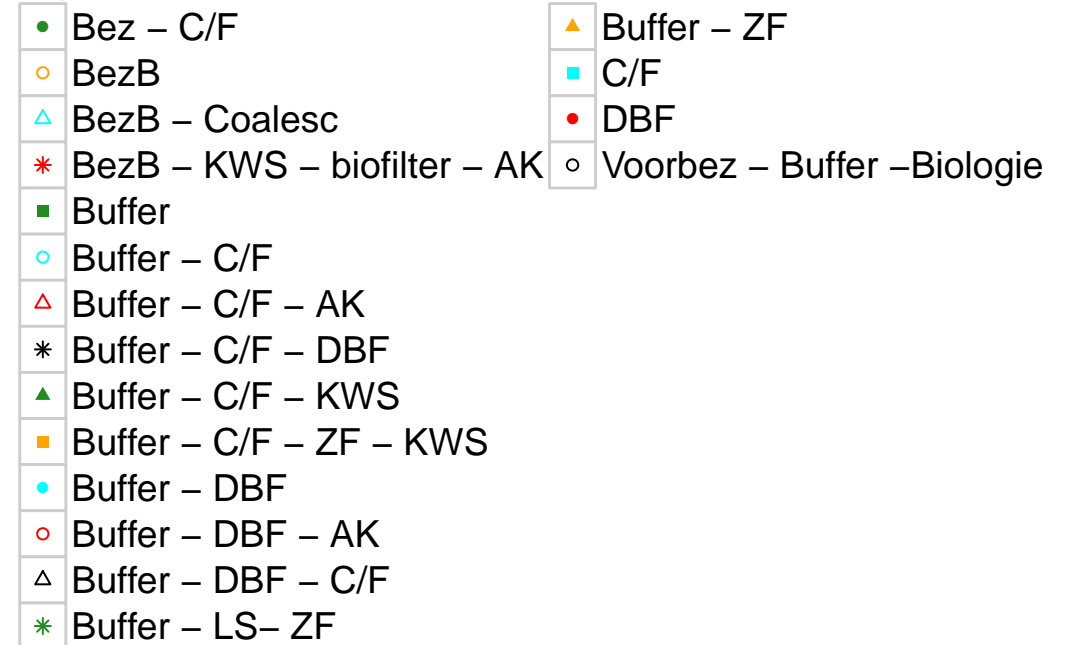 Bez – C/F
BezB
BezB – Coalesc
BezB – KWS – biofilter – AK
Buffer
Buffer – C/F
Buffer – C/F – AK
Buffer – C/F – DBF
Buffer – C/F – KWS
Buffer – C/F – ZF – KWS
Buffer – DBF
Buffer – DBF – AK
Buffer – DBF – C/F
Buffer – LS– ZF
Buffer – ZF
C/F
DBF
Voorbez – Buffer –Biologie